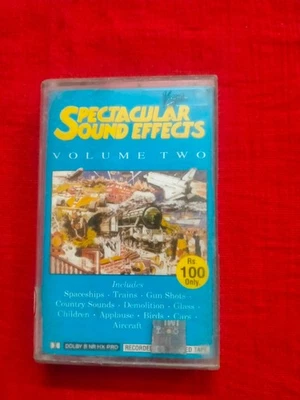 SPECTACULAR
SOUND EFFECTS
VOLUME TWO
Rs.
100
Only.
Includes
Spaceships - Trains - Gun Shots -
Country Sounds - Demolition - Glass -
Children - Applause - Birds - Cars -
Aircraft
DOLBY B NR HX PRO
RECORDED
TAPE